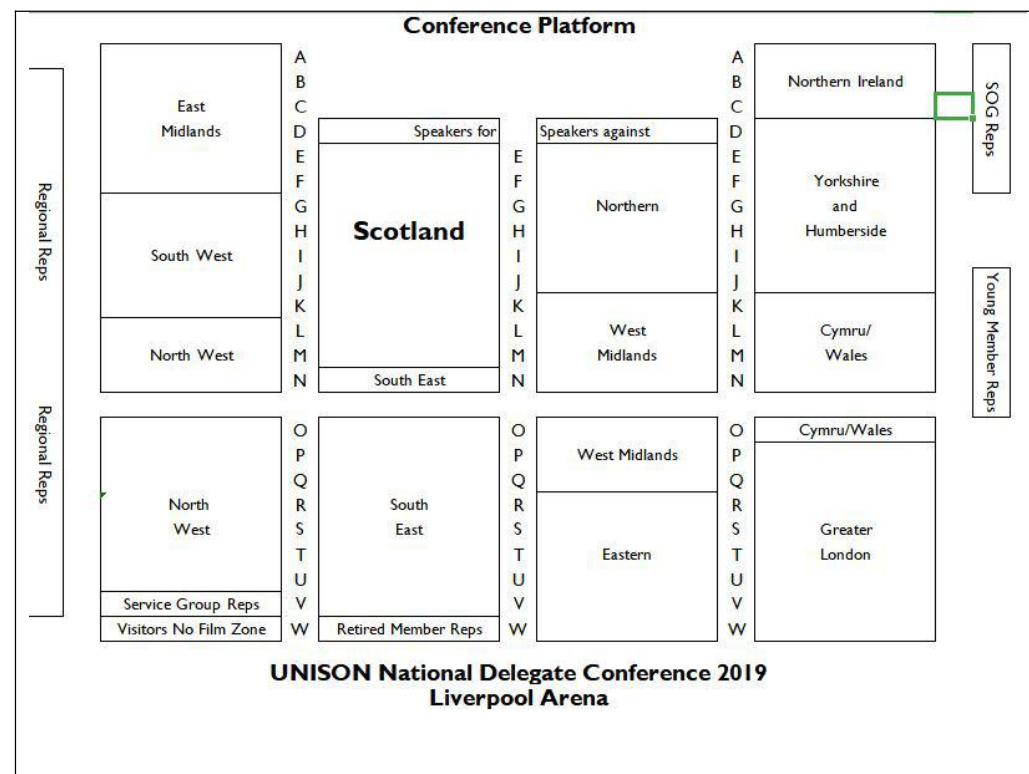 Conference Platform
Regional Reps
Regional Reps
East
Midlands
South West
North West
North
West
Service Group Reps
Visitors No Film Zone
A
B
C
D
E
F
G
H
I
J
K
L
M
N
O
P
Q
R
S
T
U
V
W
Speakers for
Scotland
South East
South
East
Retired Member Reps
E
F
G
H
I
J
K
L
M
N
O
P
Q
R
S
T
U
V
W
Speakers against
Northern
West
Midlands
West Midlands
Eastern
A
B
C
D
E
F
G
H
I
J
K
L
M
N
O
P
Q
R
S
T
U
V
W
Northern Ireland
Yorkshire
and
Humberside
Cymru/
Wales
Cymru/Wales
Greater
London
SOG Reps
Young Member Reps
UNISON National Delegate Conference 2019
Liverpool Arena